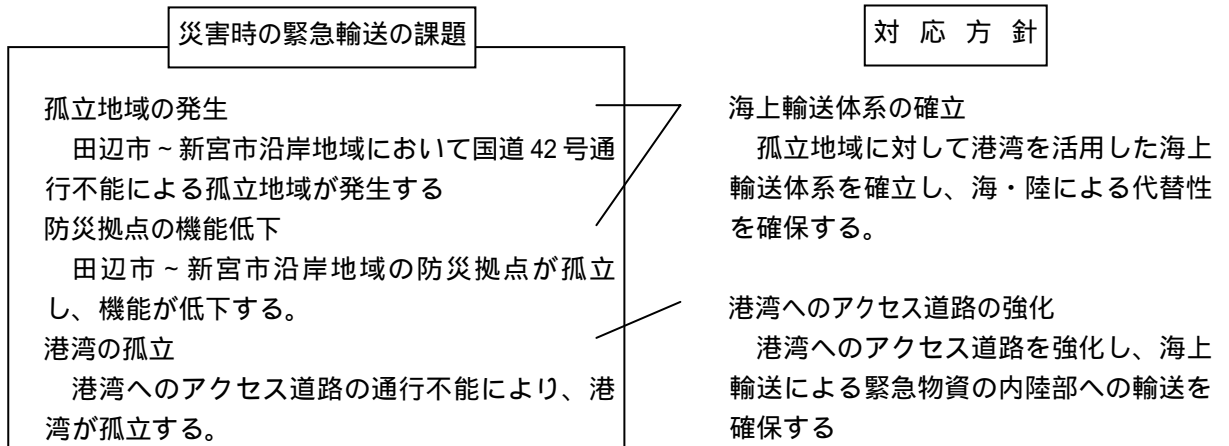 災害時の緊急輸送の課題
孤立地域の発生
田辺市~新宮市沿岸地域において国道42号通
行不能による孤立地域が発生する
防災拠点の機能低下
田辺市~新宮市沿岸地域の防災拠点が孤立
し、機能が低下する。
港湾の孤立
港湾へのアクセス道路の通行不能により、港
湾が孤立する。
対応方針
海上輸送体系の確立
孤立地域に対して港湾を活用した海上
輸送体系を確立し、海・陸による代替性
を確保する。
港湾へのアクセス道路の強化
港湾へのアクセス道路を強化し、海上
輸送による緊急物資の内陸部への輸送を
確保する